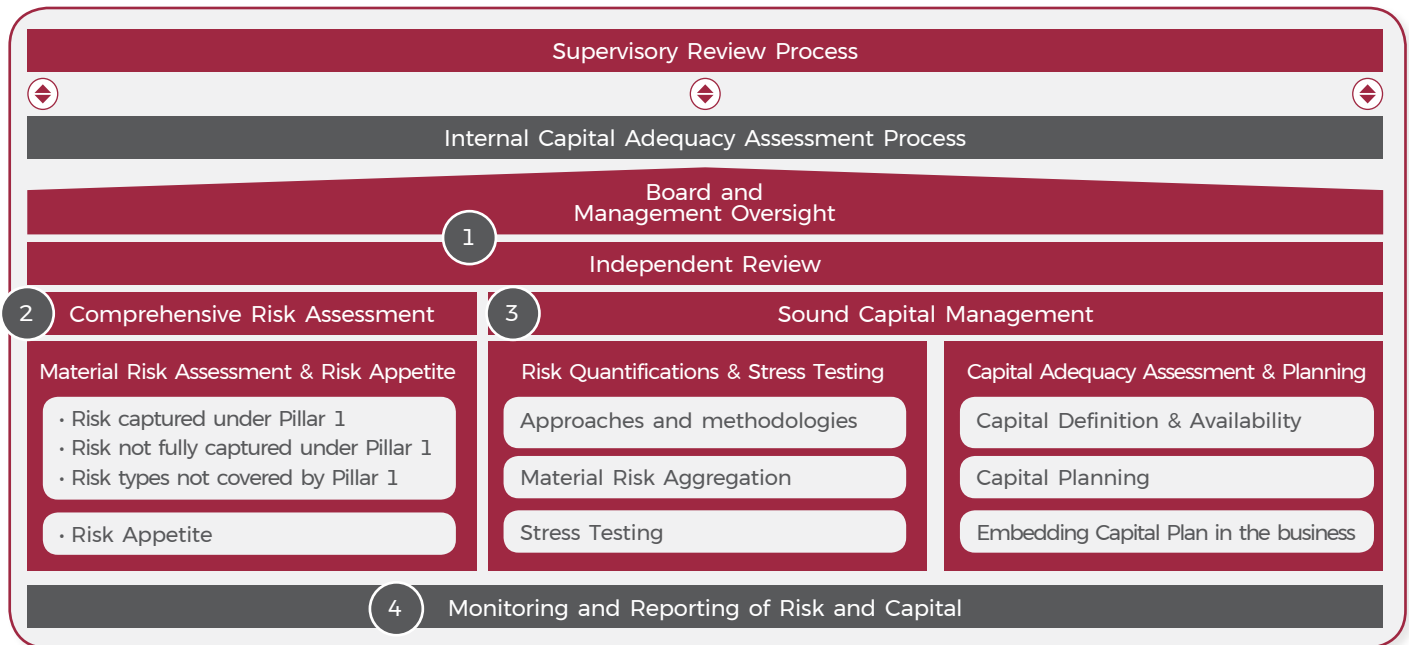 Supervisory Review Process
Internal Capital Adequacy Assessment Process
Board and
Management Oversight
1
Independent Review
2
Comprehensive Risk Assessment
3
Sound Capital Management
Material Risk Assessment & Risk Appetite
• Risk captured under Pillar 1
• Risk not fully captured under Pillar 1
• Risk types not covered by Pillar 1
• Risk Appetite
Risk Quantifications & Stress Testing
Approaches and methodologies
Material Risk Aggregation
Stress Testing
Capital Adequacy Assessment & Planning
Capital Definition & Availability
Capital Planning
Embedding Capital Plan in the business
4
Monitoring and Reporting of Risk and Capital